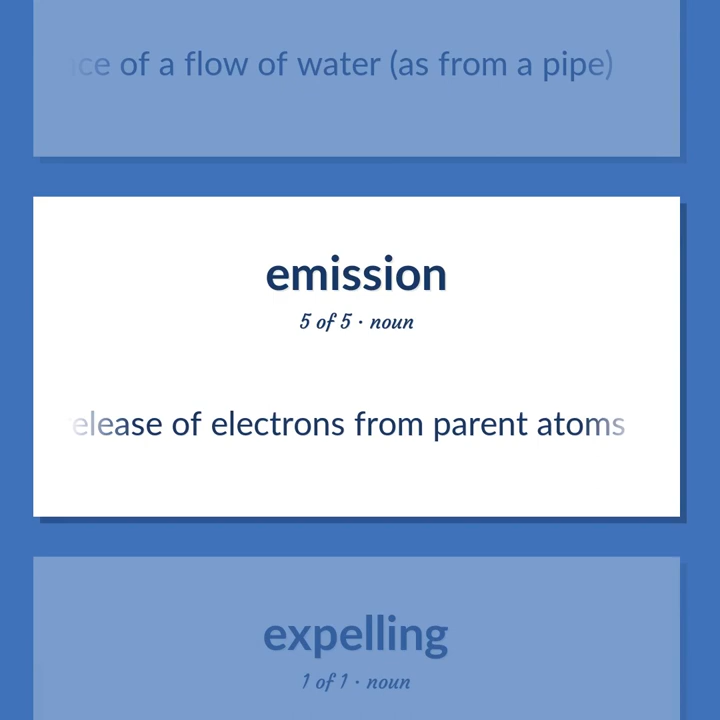 of a flow of water (as from a pipe)
emission
5 of 5 · noun
elease of electrons from parent atoms
expelling
1 of 1 · noun